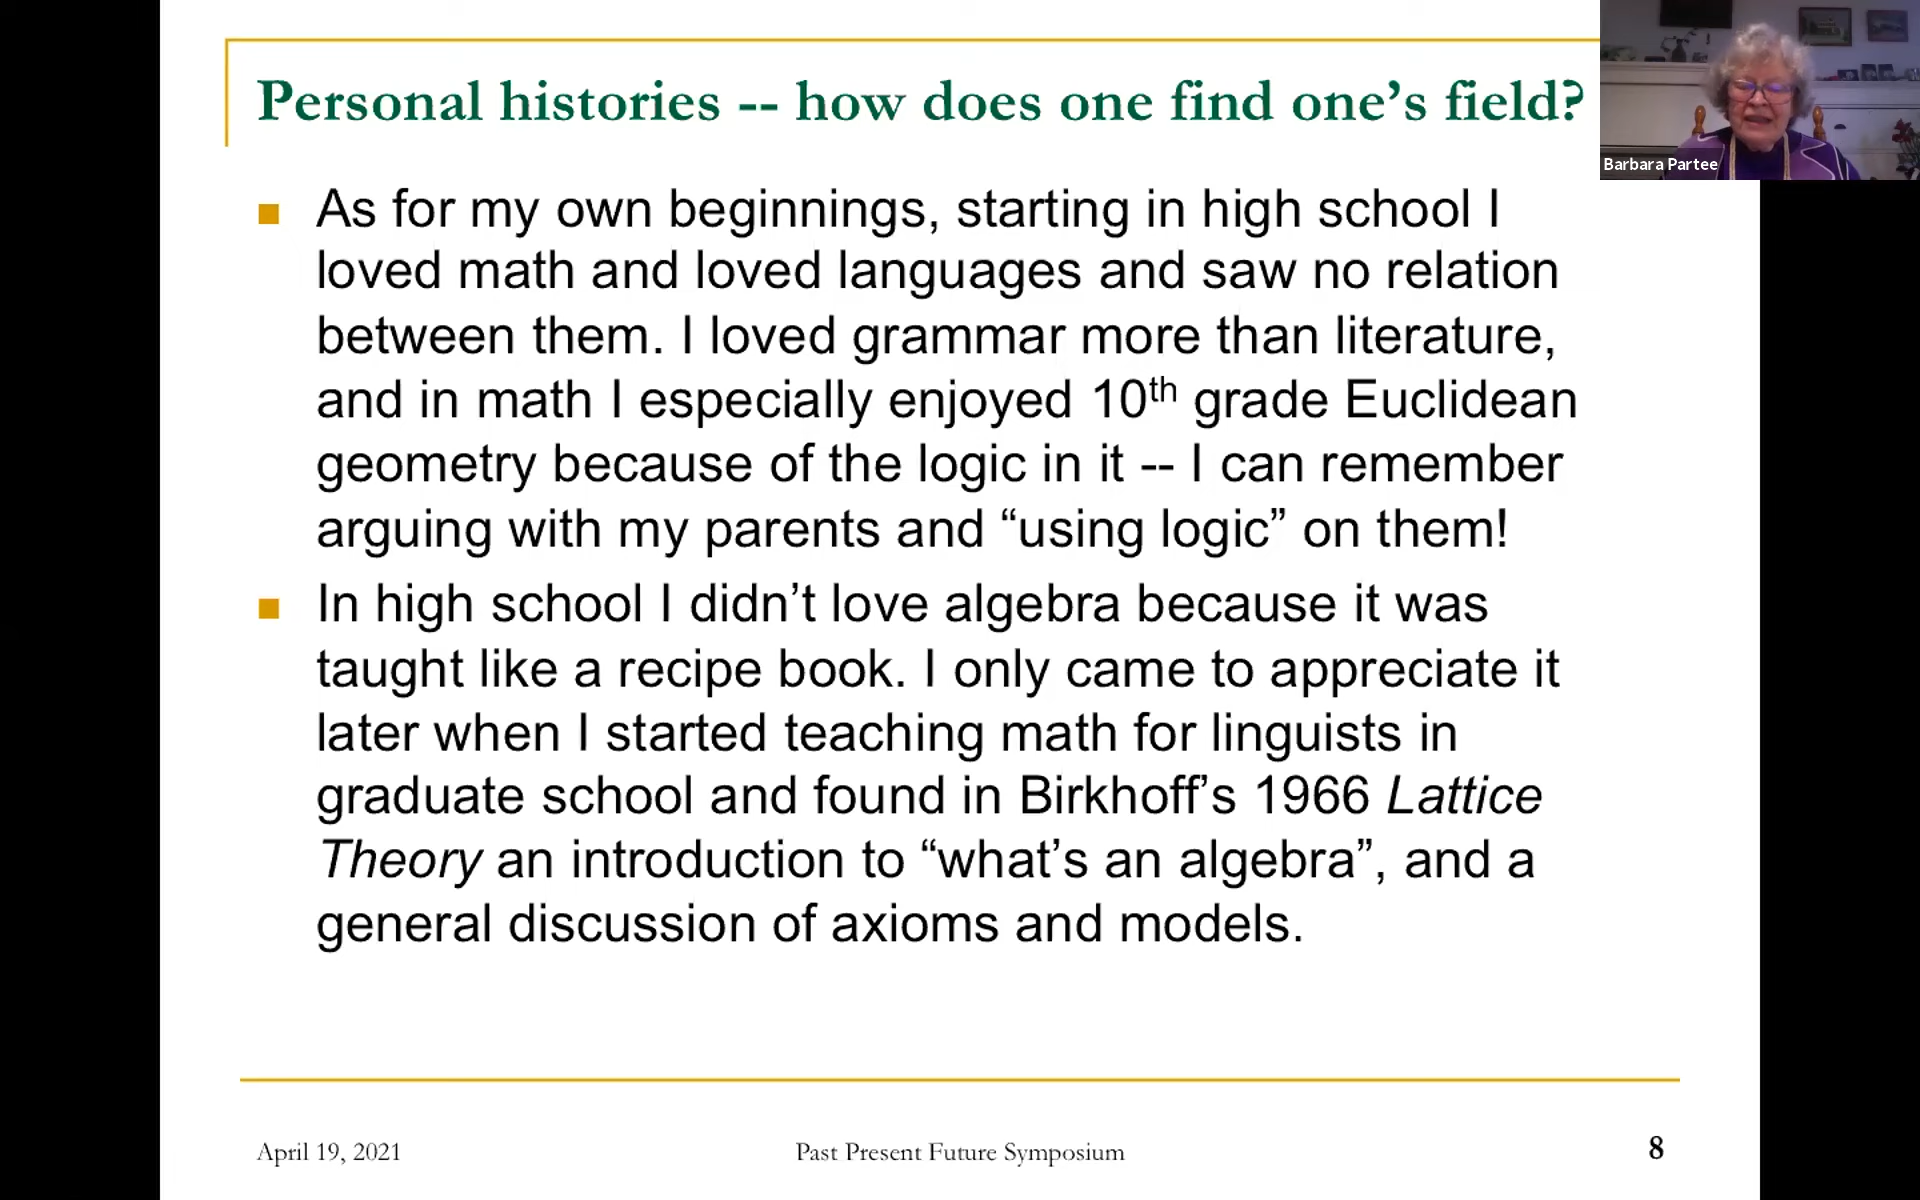 Personal histories -- how does one find one’s field?
Barbara Partee
As for my own beginnings, starting in high school I
loved math and loved languages and saw no relation
between them. I loved grammar more than literature,
and in math I especially enjoyed 10th grade Euclidean
geometry because of the logic in it -- I can remember
arguing with my parents and “using logic” on them!
In high school I didn’t love algebra because it was
taught like a recipe book. I only came to appreciate it
later when I started teaching math for linguists in
graduate school and found in Birkhoff’s 1966 Lattice
Theory an introduction to “what’s an algebra”, and a
general discussion of axioms and models.
April 19, 2021
Past Present Future Symposium
8